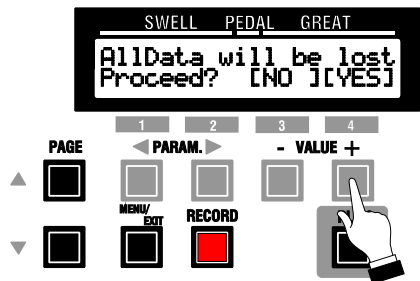 SWELL PEDAL GREAT
AllData will be lost
Proceed? [NO ][YES]
1 2 3 4
PAGE PARAM. - VALUE +
MENU/
EXIT
RECORD